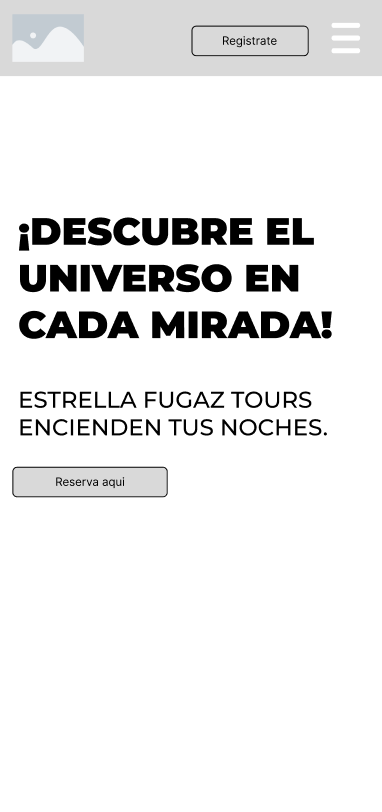 Registrate
¡DESCUBRE EL
UNIVERSO EN
CADA MIRADA!
ESTRELLA FUGAZ TOURS
ENCIENDEN TUS NOCHES.
Reserva aqui